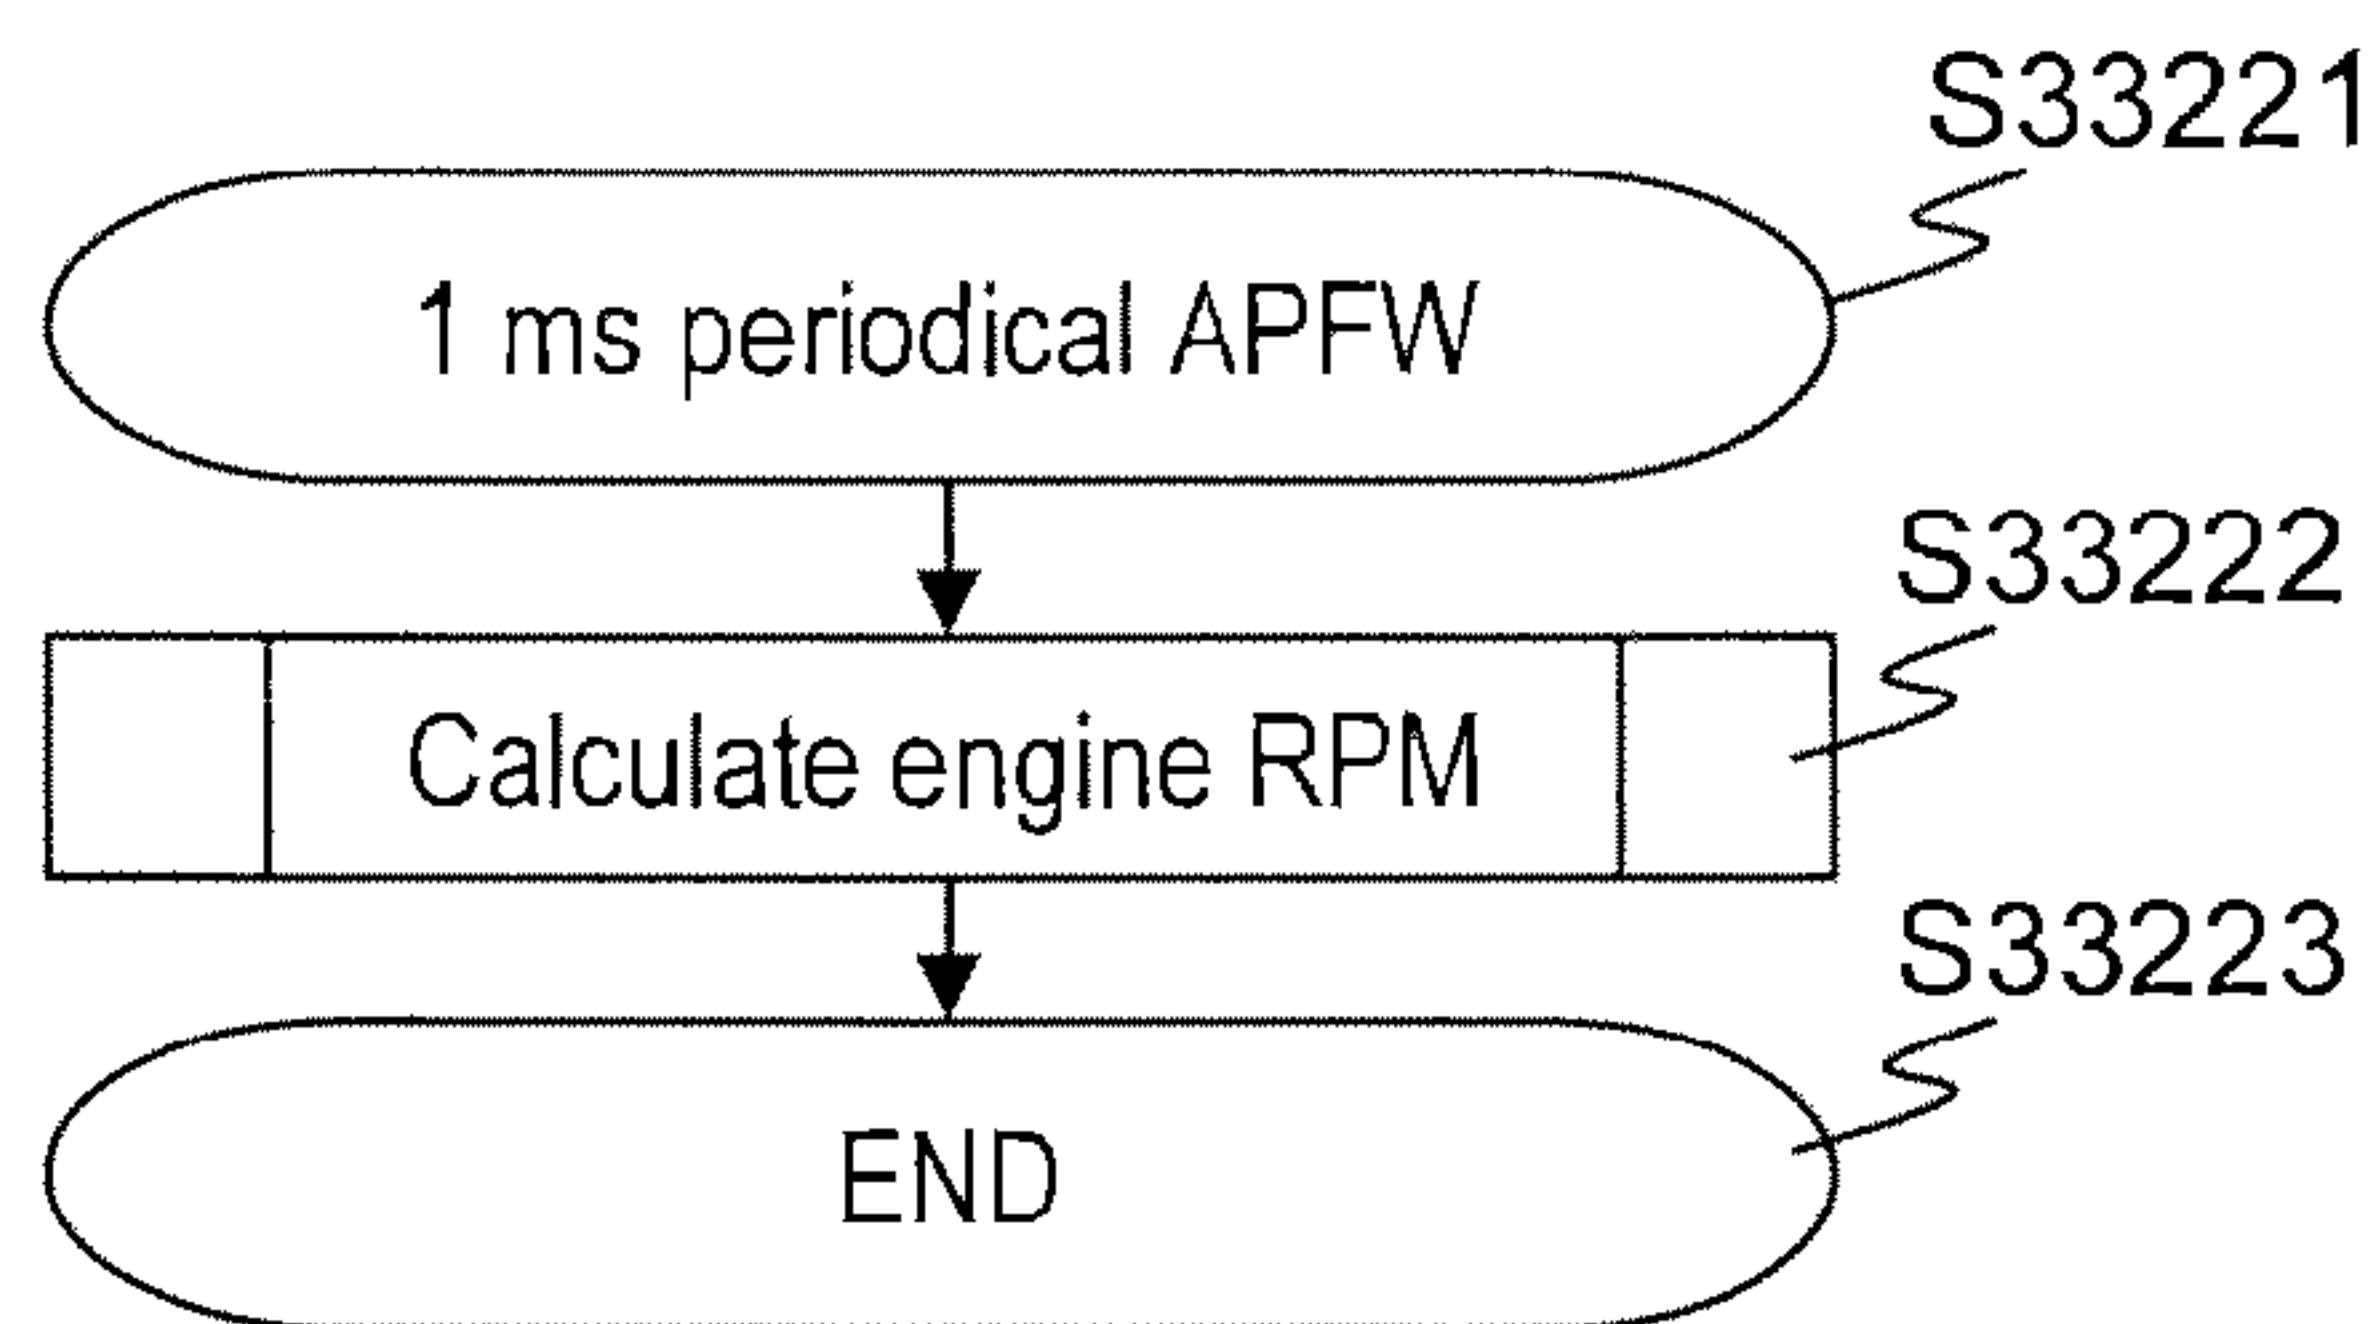 S33221
1 ms periodical APFW
S33222
Calculate engine RPM
S33223
END